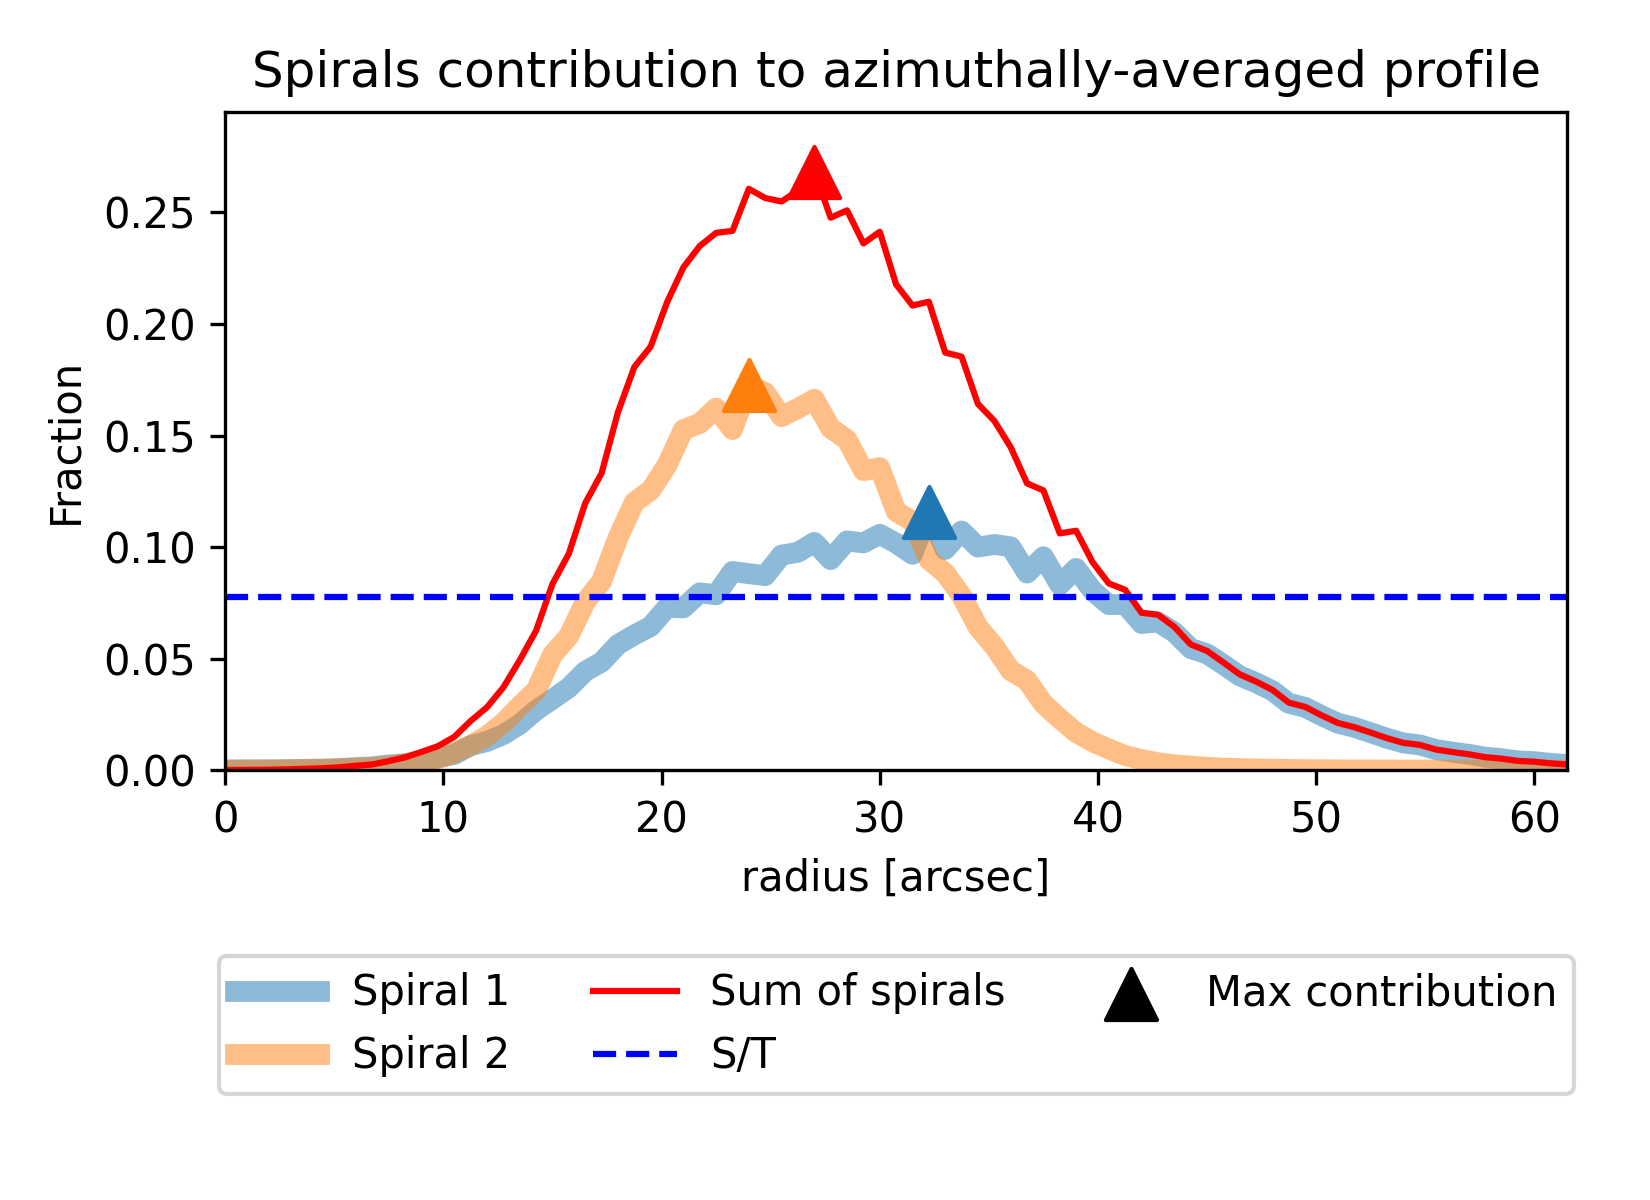 Spirals contribution to azimuthally-averaged profile
0.25
0.20
0.15
0.10
0.05
0.00
Fraction
0 10 20 30 40 50 60
radius [arcsec]
Spiral 1 Sum of spirals Max contribution
Spiral 2 S/T